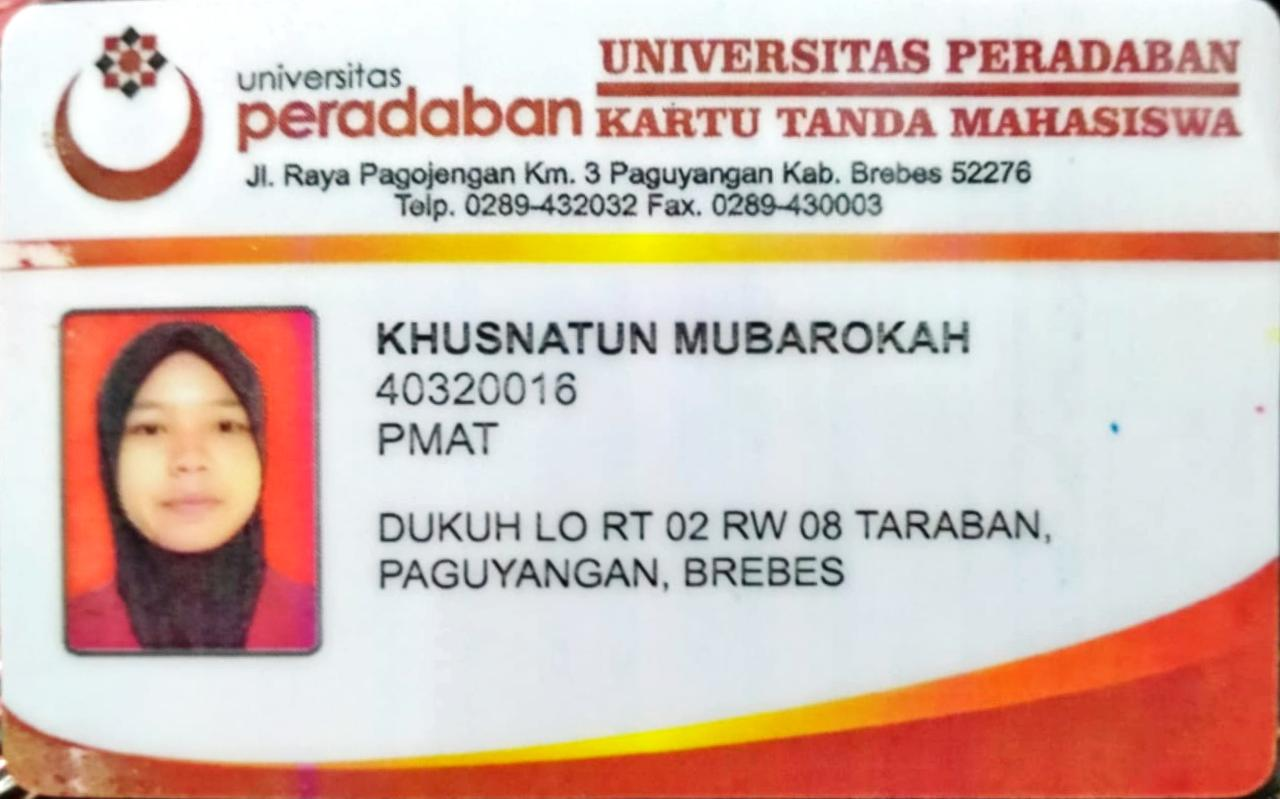 universitas
peradaban
UNIVERSITAS PERADABAN
KARTU TANDA MAHASISWA
Jl. Raya Pagojengan Km. 3 Paguyangan Kab. Brebes 52276
Telp. 0289-432032 Fax. 0289-430003
KHUSNATUN MUBAROKAH
40320016
PMAT
DUKUH LO RT 02 RW 08 TARABAN,
PAGUYANGAN, BREBES